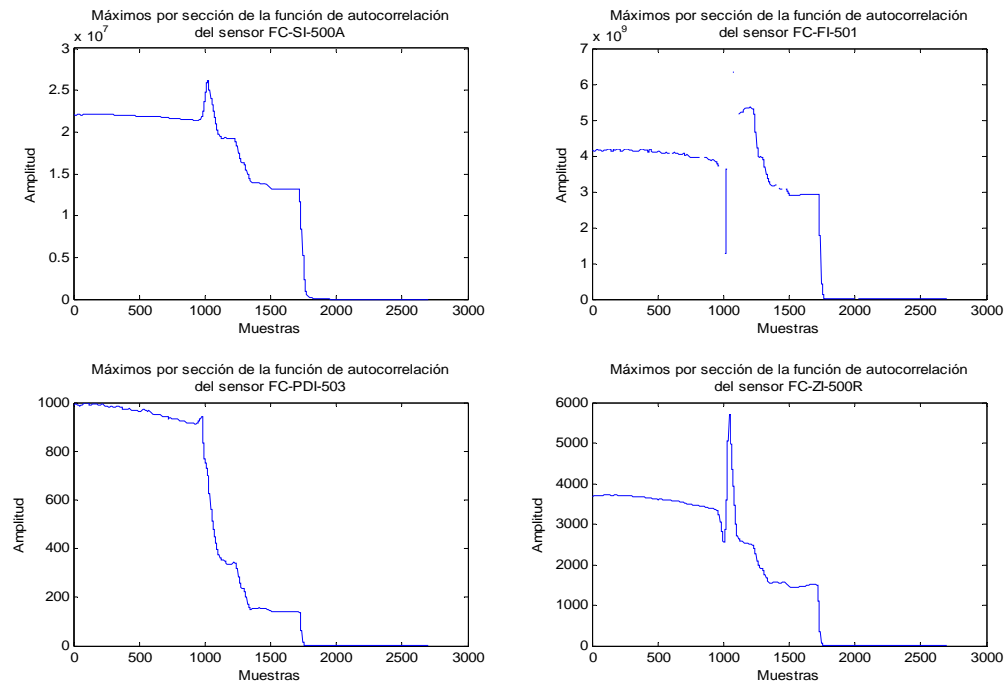 Máximos por sección de la función de autocorrelación
del sensor FC-SI-500A
x 10^7
3
2.5
2
1.5
1
0.5
0
0 500 1000 1500 2000 2500 3000
Amplitud
Muestras
Máximos por sección de la función de autocorrelación
del sensor FC-FI-501
x 10^9
7
6
5
4
3
2
1
0
0 500 1000 1500 2000 2500 3000
Amplitud
Muestras
Máximos por sección de la función de autocorrelación
del sensor FC-PDI-503
1000
800
600
400
200
0
0 500 1000 1500 2000 2500 3000
Amplitud
Muestras
Máximos por sección de la función de autocorrelación
del sensor FC-ZI-500R
6000
5000
4000
3000
2000
1000
0
0 500 1000 1500 2000 2500 3000
Amplitud
Muestras